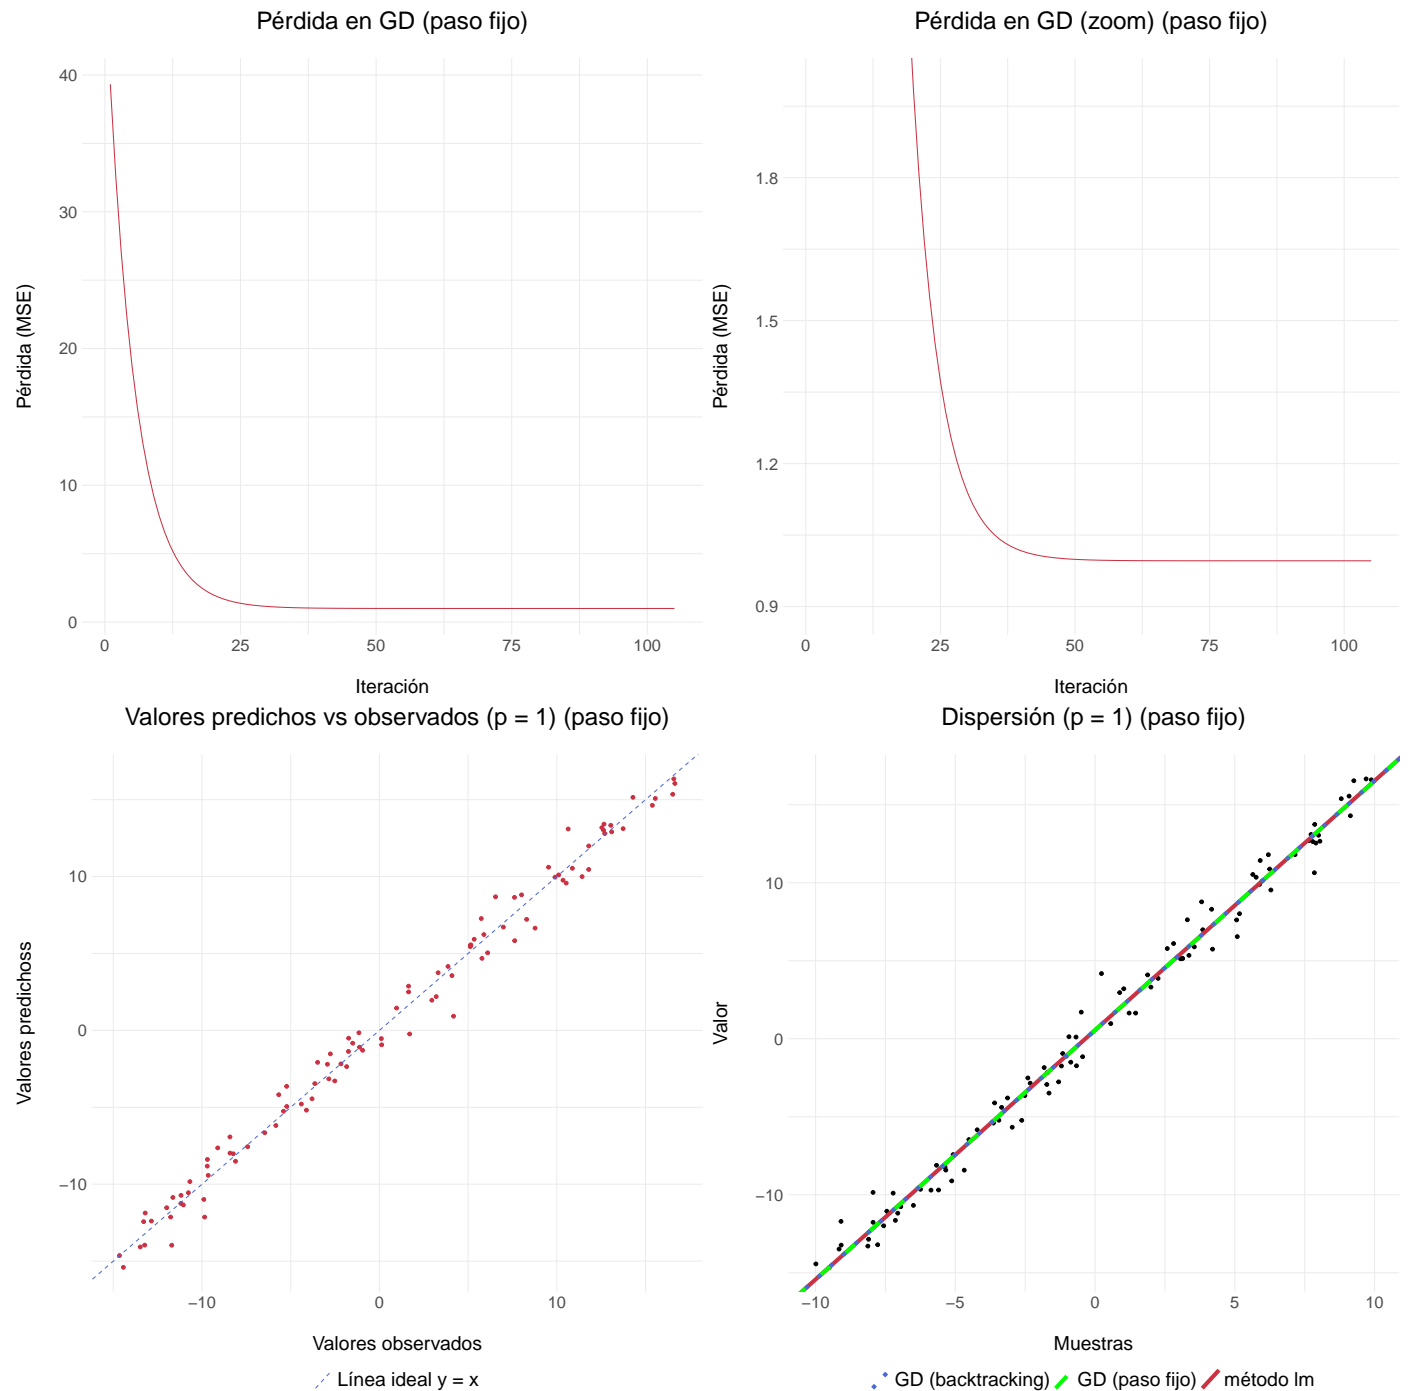 Pérdida en GD (paso fijo)
40
30
20
10
0
Pérdida (MSE)
0 25 50 75 100
Iteración
Pérdida en GD (zoom) (paso fijo)
1.8
1.5
1.2
0.9
Pérdida (MSE)
0 25 50 75 100
Iteración
Valores predichos vs observados (p = 1) (paso fijo)
10
0
−10
Valores predichoss
−10 0 10
Valores observados
Línea ideal y = x
Dispersión (p = 1) (paso fijo)
10
0
−10
Valor
−10 −5 0 5 10
Muestras
GD (backtracking) GD (paso fijo) método lm